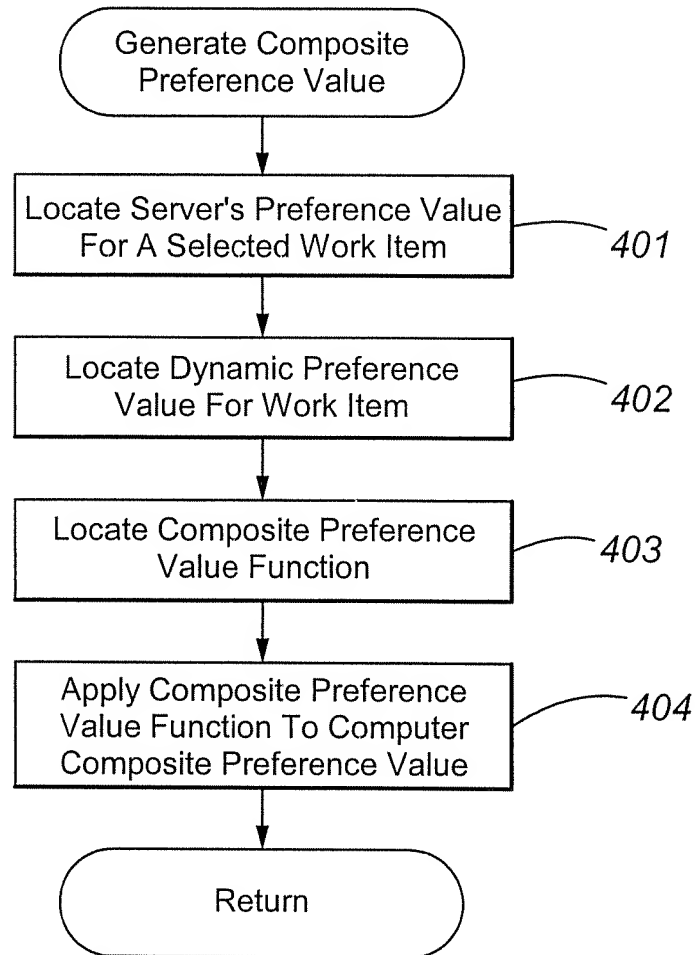 Generate Composite
Preference Value
Locate Server's Preference Value
For A Selected Work Item
401
Locate Dynamic Preference
Value For Work Item
402
Locate Composite Preference
Value Function
403
Apply Composite Preference
Value Function To Computer
Composite Preference Value
404
Return